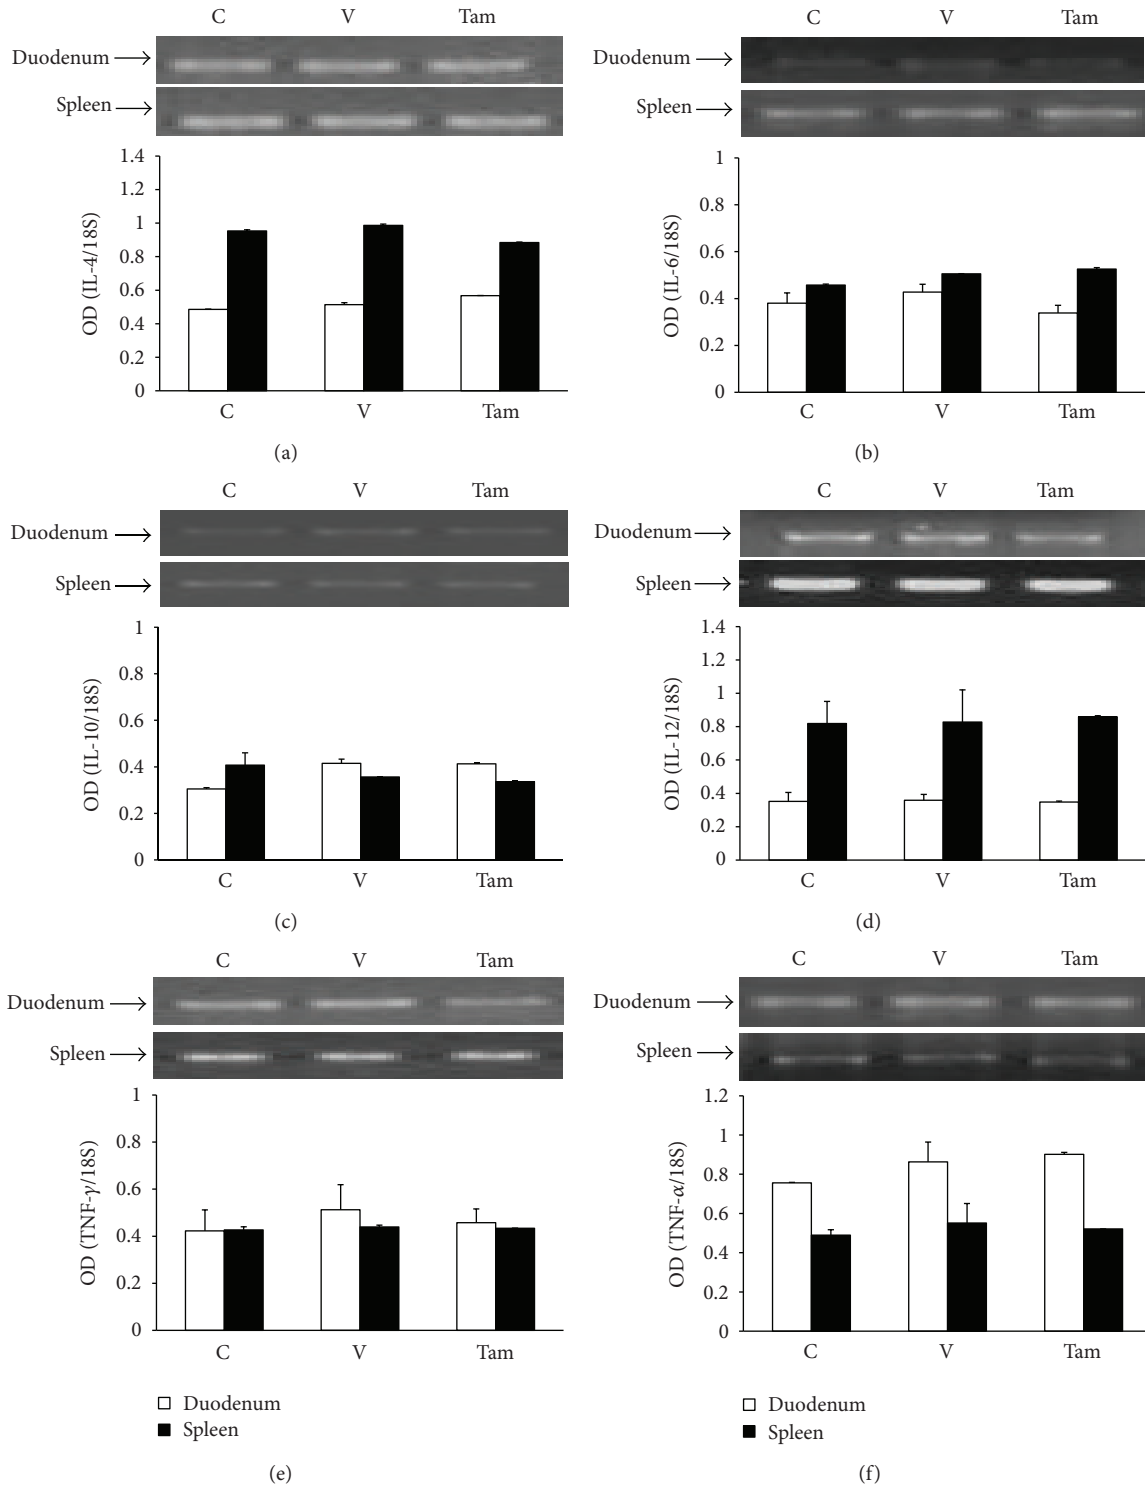 C V Tam
Duodenum
Spleen
1.4
1.2
1
0.8
0.6
0.4
0.2
0
OD (IL-4/18S)
C V Tam
(a)
C V Tam
Duodenum
Spleen
1
0.8
0.6
0.4
0.2
0
OD (IL-6/18S)
C V Tam
(b)
C V Tam
Duodenum
Spleen
1
0.8
0.6
0.4
0.2
0
OD (IL-10/18S)
C V Tam
(c)
C V Tam
Duodenum
Spleen
1.4
1.2
1
0.8
0.6
0.4
0.2
0
OD (IL-12/18S)
C V Tam
(d)
C V Tam
Duodenum
Spleen
1
0.8
0.6
0.4
0.2
0
OD (TNF-γ/18S)
C V Tam
Duodenum
Spleen
(e)
C V Tam
Duodenum
Spleen
1.2
1
0.8
0.6
0.4
0.2
0
OD (TNF-α/18S)
C V Tam
Duodenum
Spleen
(f)